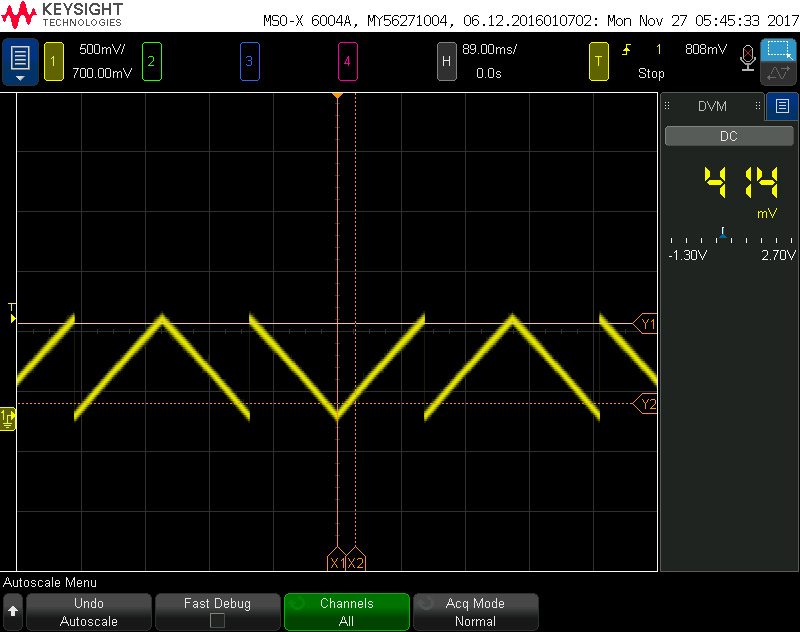 KEYSIGHT
TECHNOLOGIES
MSO-X 6004A, MY56271004, 06.12.2016010702: Mon Nov 27 05:45:33 2017
1 500mV/ 2 3 4 H 89.00ms/ T 1 808mV
700.00mV 0.0s Stop
DVM
DC
414
mV
-1.30V 2.70V
T
Y1
Y2
1
X1 X2
Autoscale Menu
Undo Fast Debug Channels Acq Mode
Autoscale All Normal